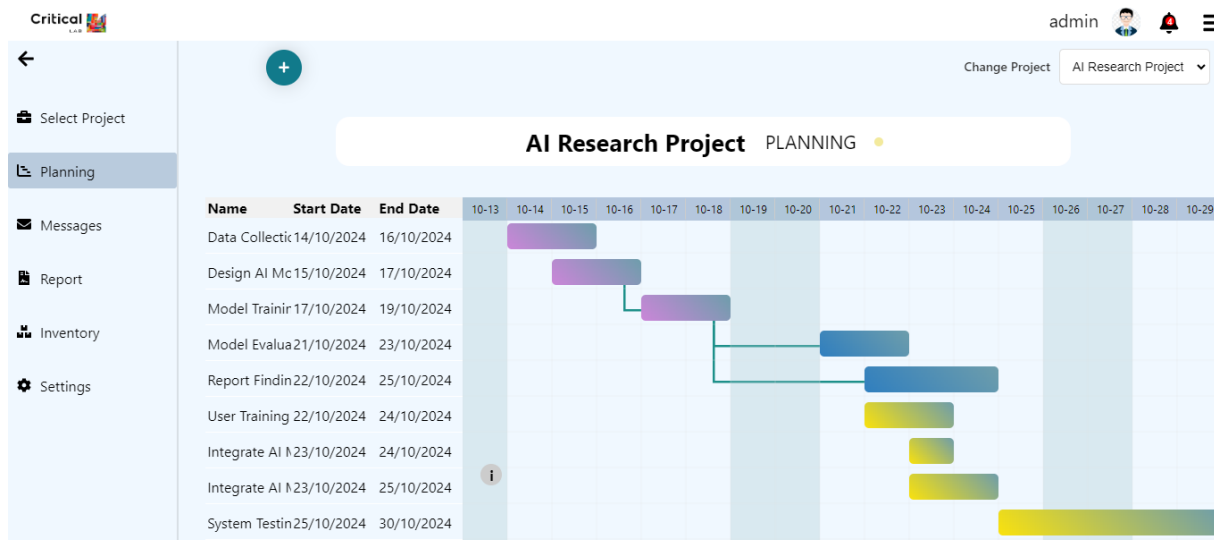 Critical
LAB
admin
4
+
Change Project
AI Research Project
Select Project
Planning
Messages
Report
Inventory
Settings
AI Research Project PLANNING
Name Start Date End Date 10-13 10-14 10-15 10-16 10-17 10-18 10-19 10-20 10-21 10-22 10-23 10-24 10-25 10-26 10-27 10-28 10-29
Data Collectic 14/10/2024 16/10/2024
Design AI Mc 15/10/2024 17/10/2024
Model Trainir 17/10/2024 19/10/2024
Model Evalua 21/10/2024 23/10/2024
Report Findin 22/10/2024 25/10/2024
User Training 22/10/2024 24/10/2024
Integrate AI M 23/10/2024 24/10/2024
i
Integrate AI M 23/10/2024 25/10/2024
System Testin 25/10/2024 30/10/2024